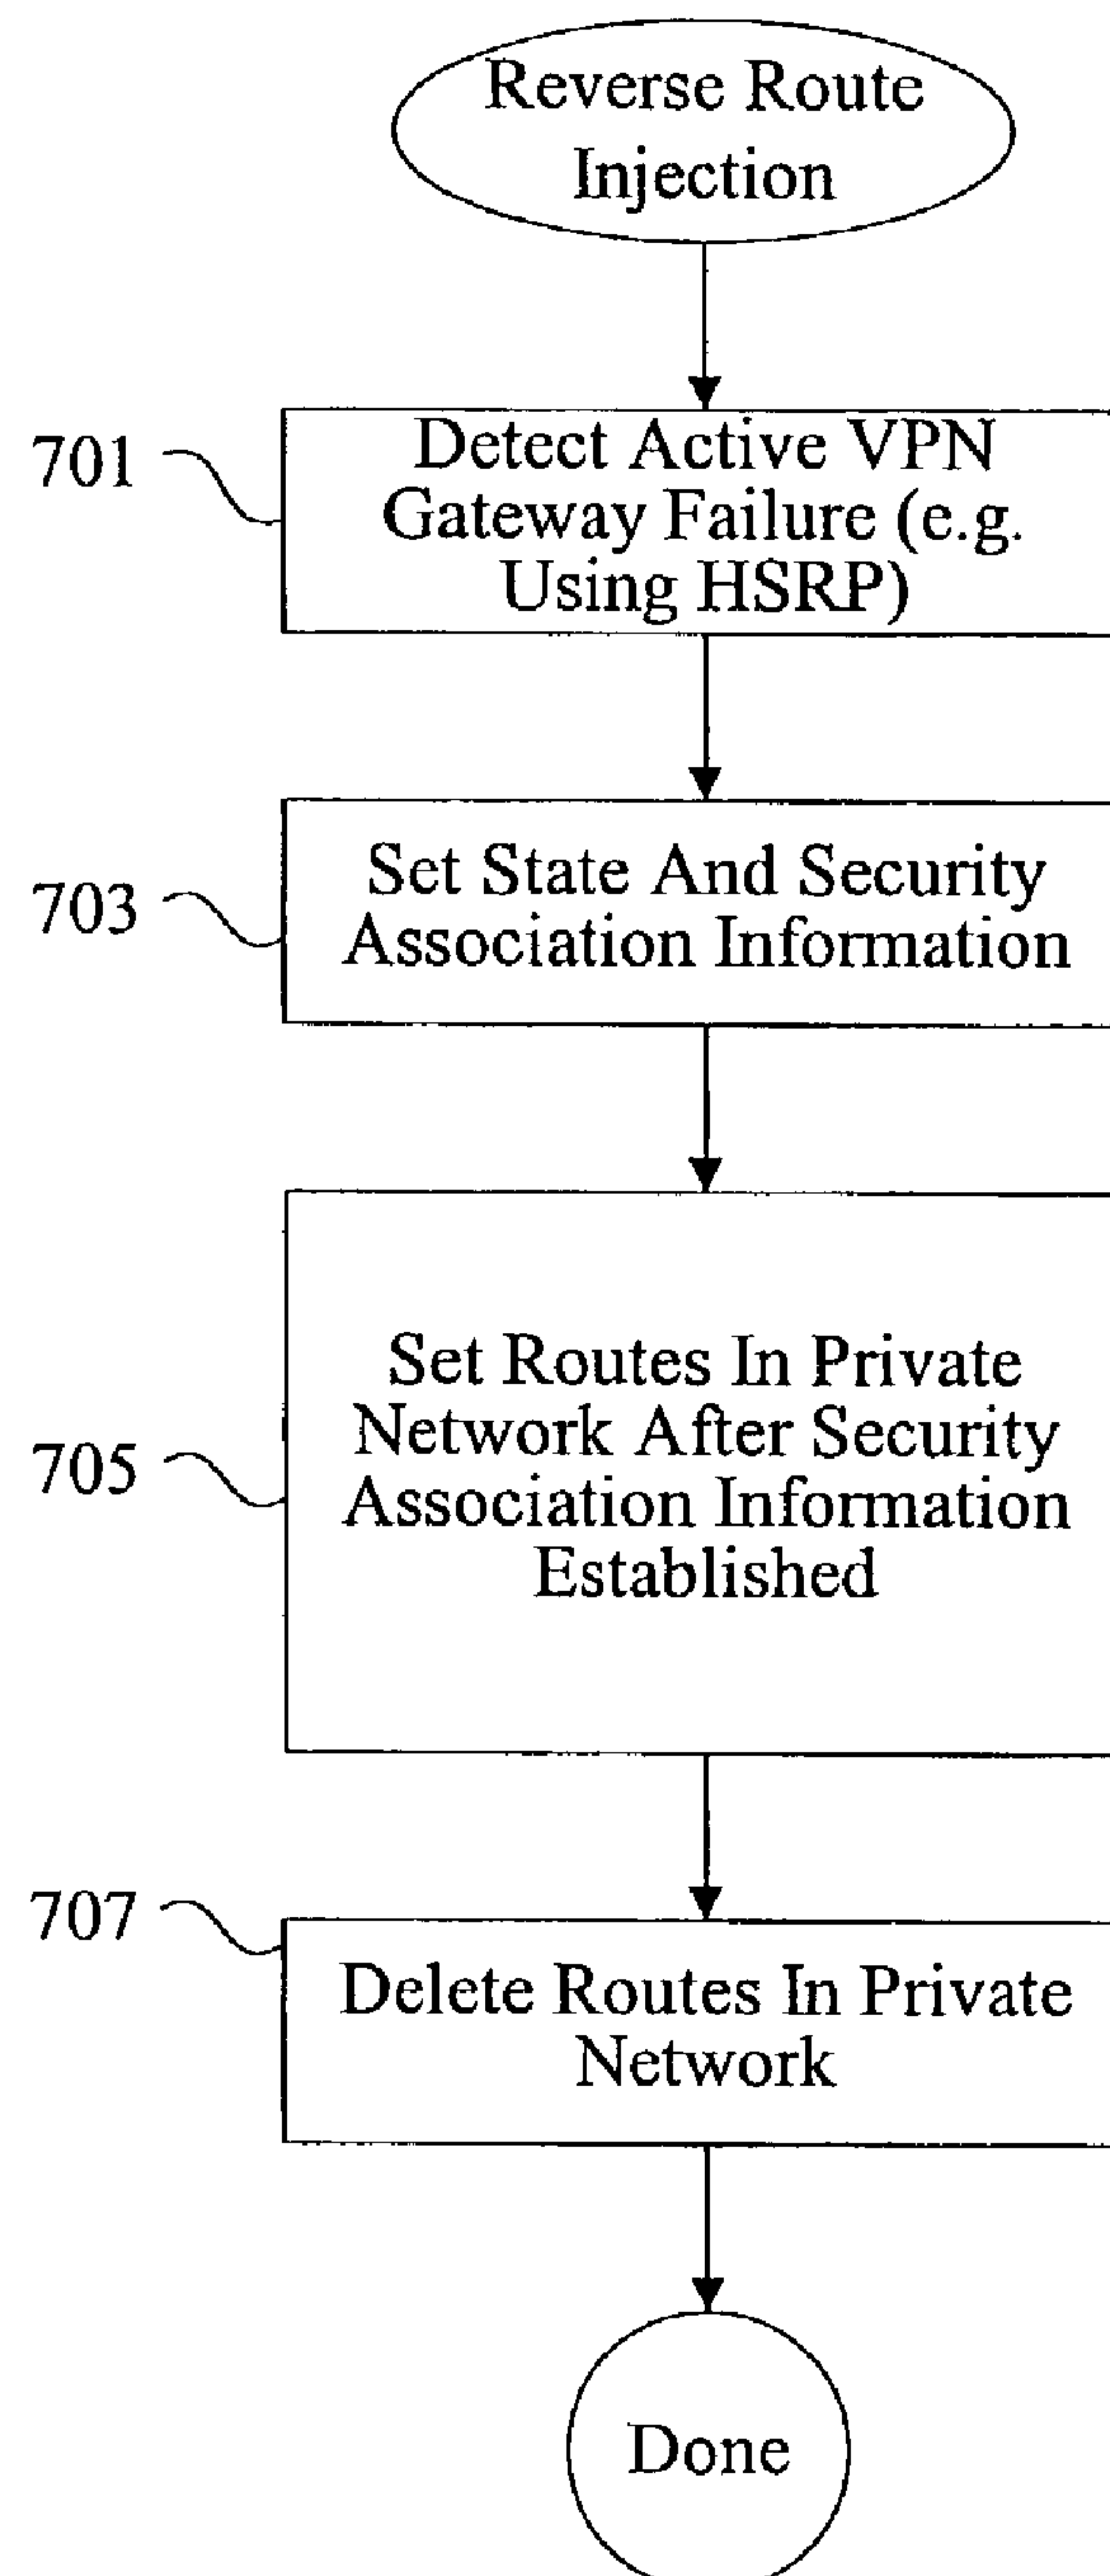 Reverse Route
Injection
701
Detect Active VPN
Gateway Failure (e.g.
Using HSRP)
703
Set State And Security
Association Information
705
Set Routes In Private
Network After Security
Association Information
Established
707
Delete Routes In Private
Network
Done